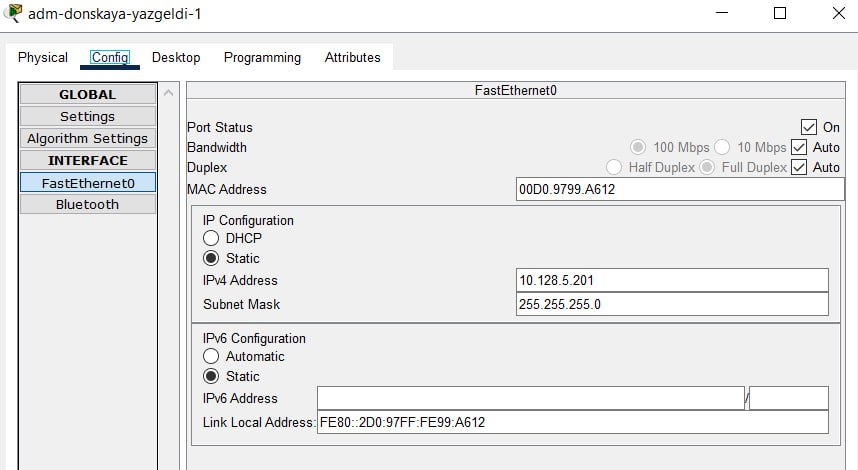 adm-donskaya-yazgeldi-1
Physical Config Desktop Programming Attributes
GLOBAL
Settings
Algorithm Settings
INTERFACE
FastEthernet0
Bluetooth
FastEthernet0
Port Status On
Bandwidth 100 Mbps 10 Mbps Auto
Duplex Half Duplex Full Duplex Auto
MAC Address 00D0.9799.A612
IP Configuration
DHCP
Static
IPv4 Address 10.128.5.201
Subnet Mask 255.255.255.0
IPv6 Configuration
Automatic
Static
IPv6 Address /
Link Local Address: FE80::2D0:97FF:FE99:A612